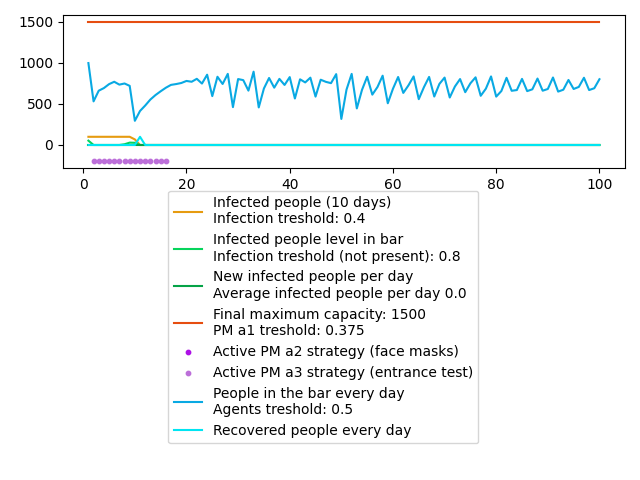 1500
1000
500
0
0 20 40 60 80 100
Infected people (10 days)
Infection treshold: 0.4
Infected people level in bar
Infection treshold (not present): 0.8
New infected people per day
Average infected people per day 0.0
Final maximum capacity: 1500
PM a1 treshold: 0.375
Active PM a2 strategy (face masks)
Active PM a3 strategy (entrance test)
People in the bar every day
Agents treshold: 0.5
Recovered people every day